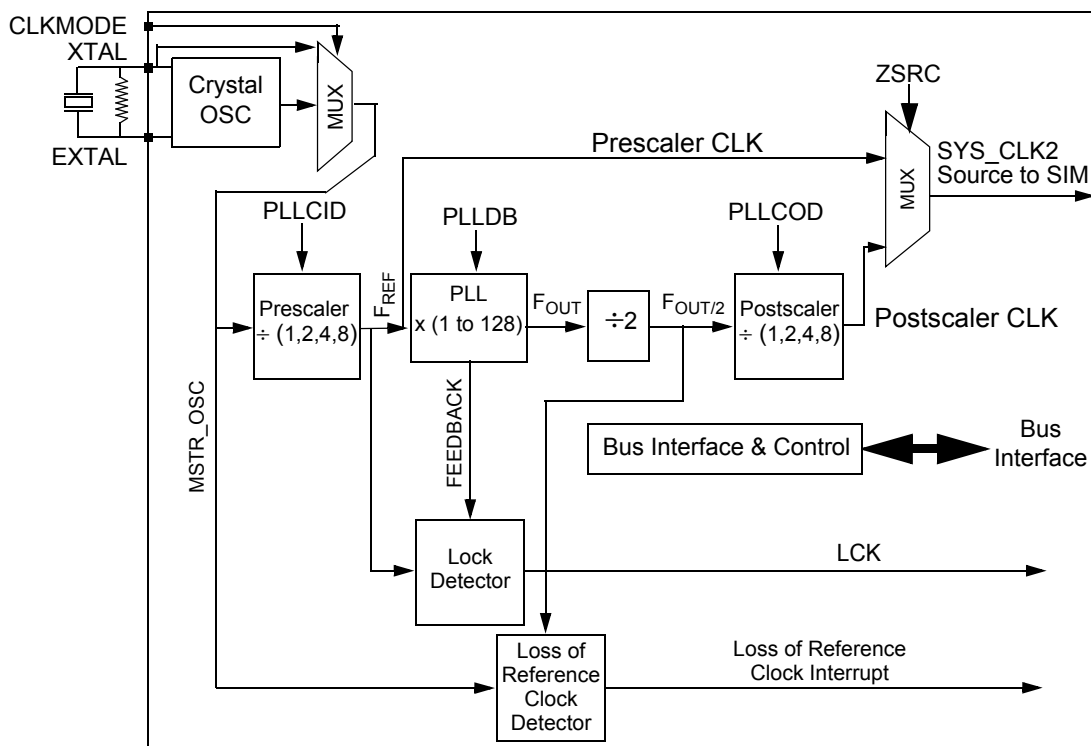 CLKMODE
XTAL
EXTAL
Crystal
OSC
MUX
ZSRC
Prescaler CLK
MUX
SYS_CLK2
Source to SIM
PLLCID
PLLDB
PLLCOD
Prescaler
÷ (1,2,4,8)
FREF
PLL
x (1 to 128)
FOUT
÷2
FOUT/2
Postscaler
÷ (1,2,4,8)
Postscaler CLK
MSTR_OSC
FEEDBACK
Bus Interface & Control
Bus
Interface
Lock
Detector
LCK
Loss of
Reference
Clock
Detector
Loss of Reference
Clock Interrupt